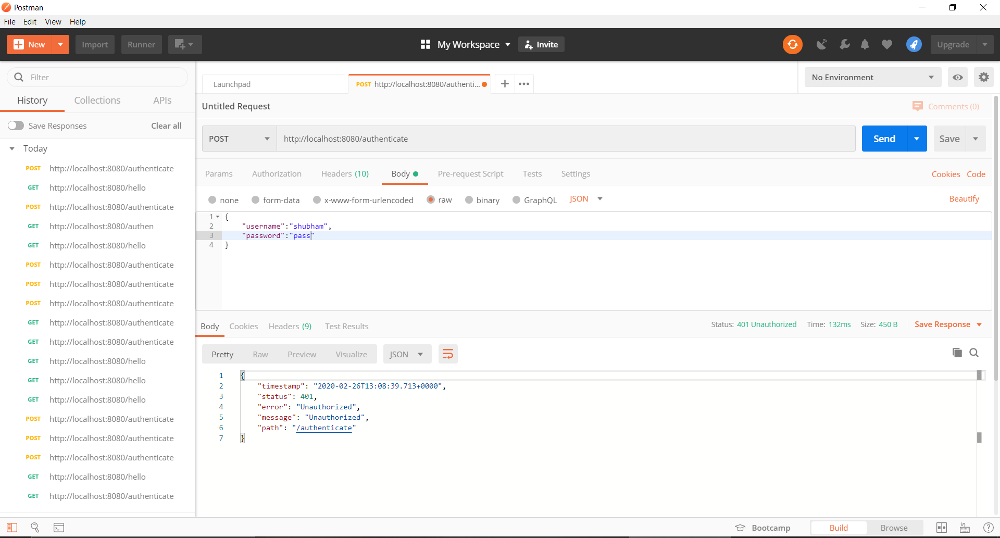 Postman
File Edit View Help
New Import Runner My Workspace Invite Upgrade
Filter
History Collections APIs
Save Responses Clear all
Today
POST http://localhost:8080/authenticate
GET http://localhost:8080/hello
POST http://localhost:8080/authenticate
GET http://localhost:8080/authen
GET http://localhost:8080/hello
POST http://localhost:8080/authenticate
POST http://localhost:8080/authenticate
POST http://localhost:8080/authenticate
GET http://localhost:8080/authenticate
GET http://localhost:8080/authenticate
GET http://localhost:8080/hello
GET http://localhost:8080/hello
GET http://localhost:8080/hello
POST http://localhost:8080/authenticate
POST http://localhost:8080/authenticate
POST http://localhost:8080/authenticate
GET http://localhost:8080/hello
GET http://localhost:8080/authenticate
Launchpad POST http://localhost:8080/authenti... + ••• No Environment
Untitled Request Comments (0)
POST http://localhost:8080/authenticate Send Save
Params Authorization Headers (10) Body Pre-request Script Tests Settings Cookies Code
none form-data x-www-form-urlencoded raw binary GraphQL JSON Beautify
1 {
2 "username":"shubham",
3 "password":"pass"
4 }
Body Cookies Headers (9) Test Results Status: 401 Unauthorized Time: 132ms Size: 450 B Save Response
Pretty Raw Preview Visualize JSON
1 {
2 "timestamp": "2020-02-26T13:08:39.713+0000",
3 "status": 401,
4 "error": "Unauthorized",
5 "message": "Unauthorized",
6 "path": "/authenticate"
7 }
Bootcamp Build Browse